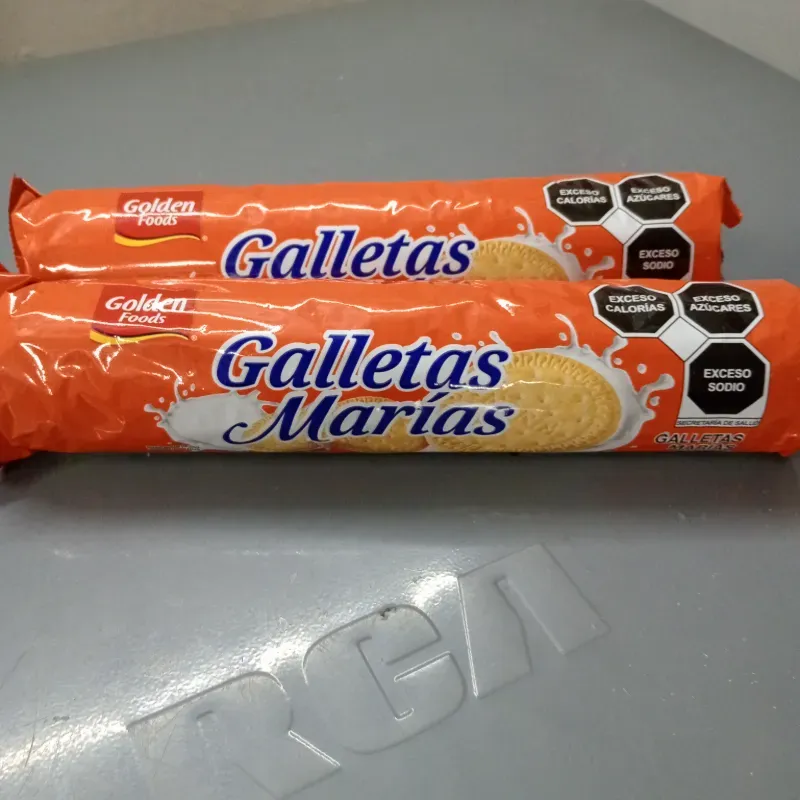 Golden
Foods
Galletas
EXCESO
CALORÍAS
EXCESO
AZÚCARES
EXCESO
SODIO
Golden
Foods
Galletas
Marías
EXCESO
CALORÍAS
EXCESO
AZÚCARES
EXCESO
SODIO
SECRETARÍA DE SALUD
GALLETAS
MARÍAS
RCA